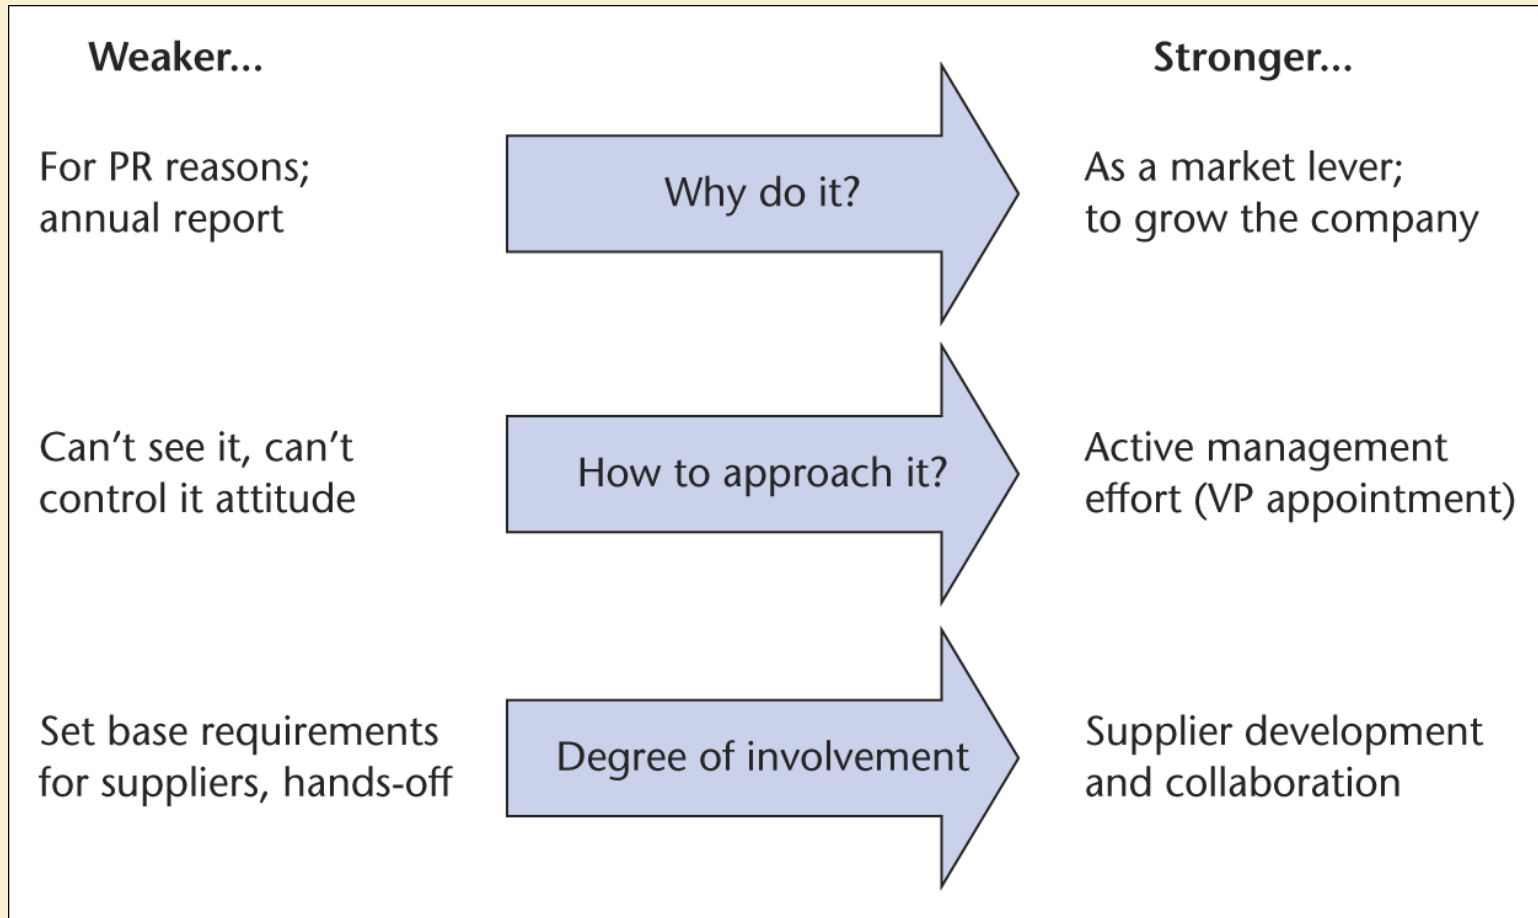 Weaker...
Stronger...
For PR reasons;
annual report
Why do it?
As a market lever;
to grow the company
Can’t see it, can’t
control it attitude
How to approach it?
Active management
effort (VP appointment)
Set base requirements
for suppliers, hands-off
Degree of involvement
Supplier development
and collaboration